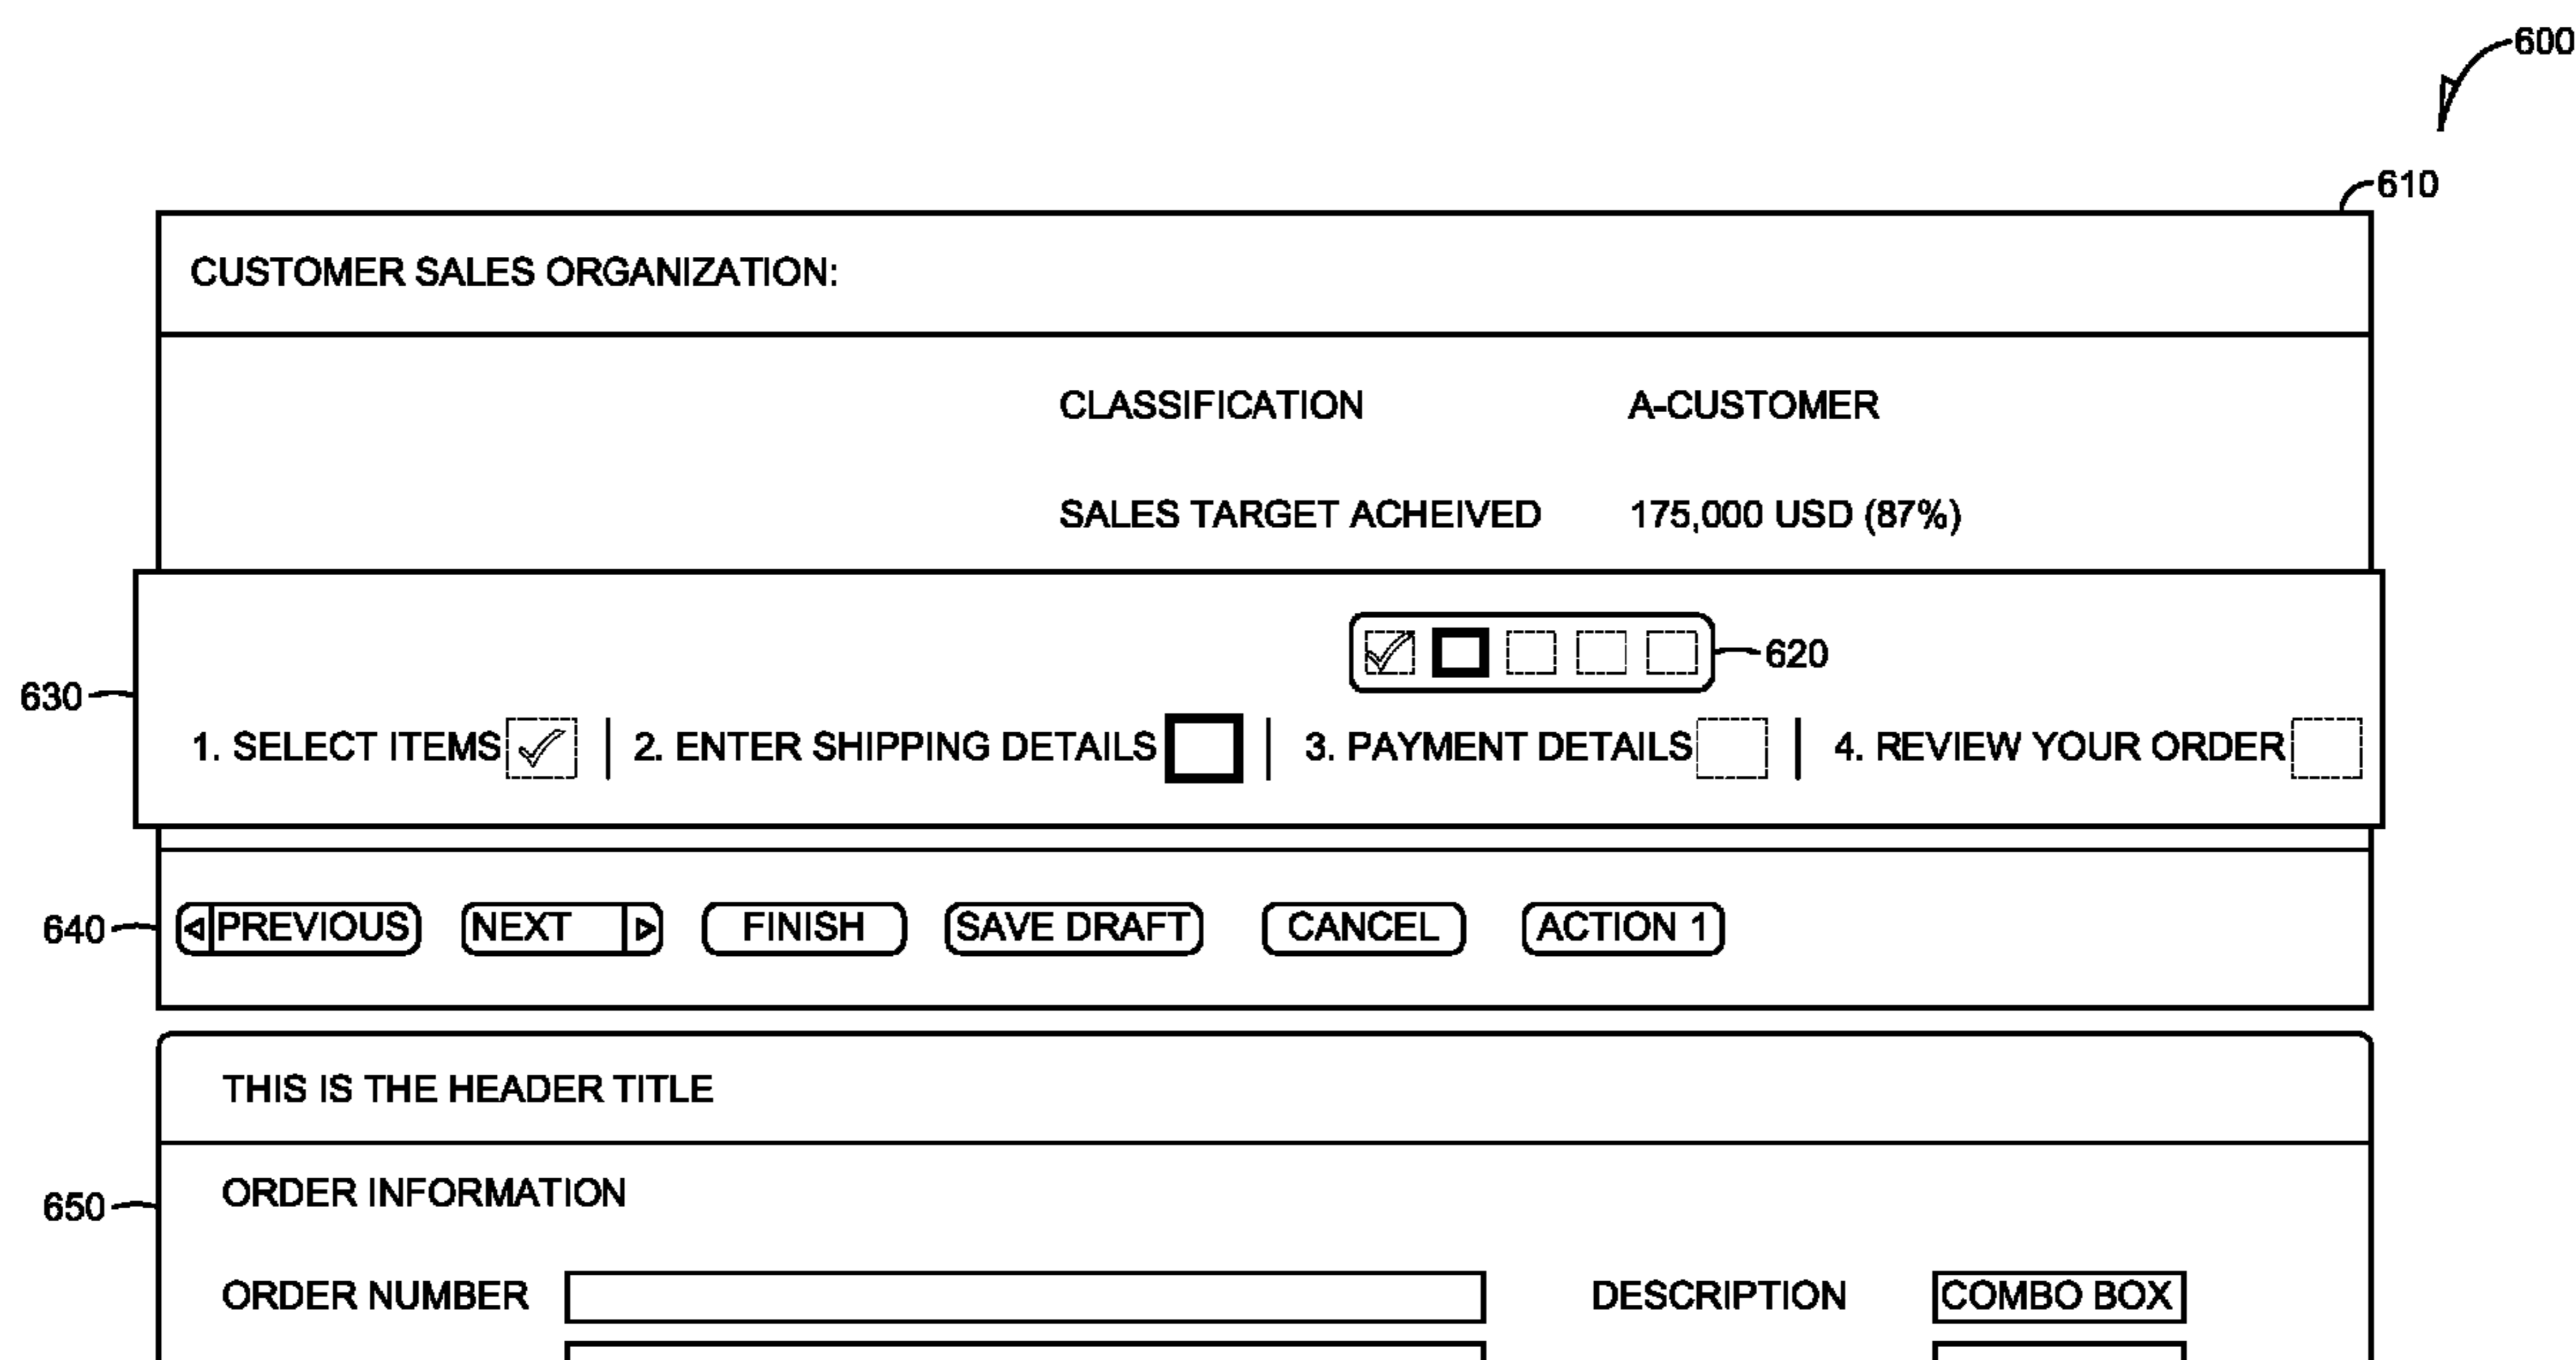 600
610
CUSTOMER SALES ORGANIZATION:
CLASSIFICATION A-CUSTOMER
SALES TARGET ACHEIVED 175,000 USD (87%)
620
630
1. SELECT ITEMS | 2. ENTER SHIPPING DETAILS | 3. PAYMENT DETAILS | 4. REVIEW YOUR ORDER
640 PREVIOUS NEXT FINISH SAVE DRAFT CANCEL ACTION 1
THIS IS THE HEADER TITLE
ORDER INFORMATION
650
ORDER NUMBER DESCRIPTION COMBO BOX